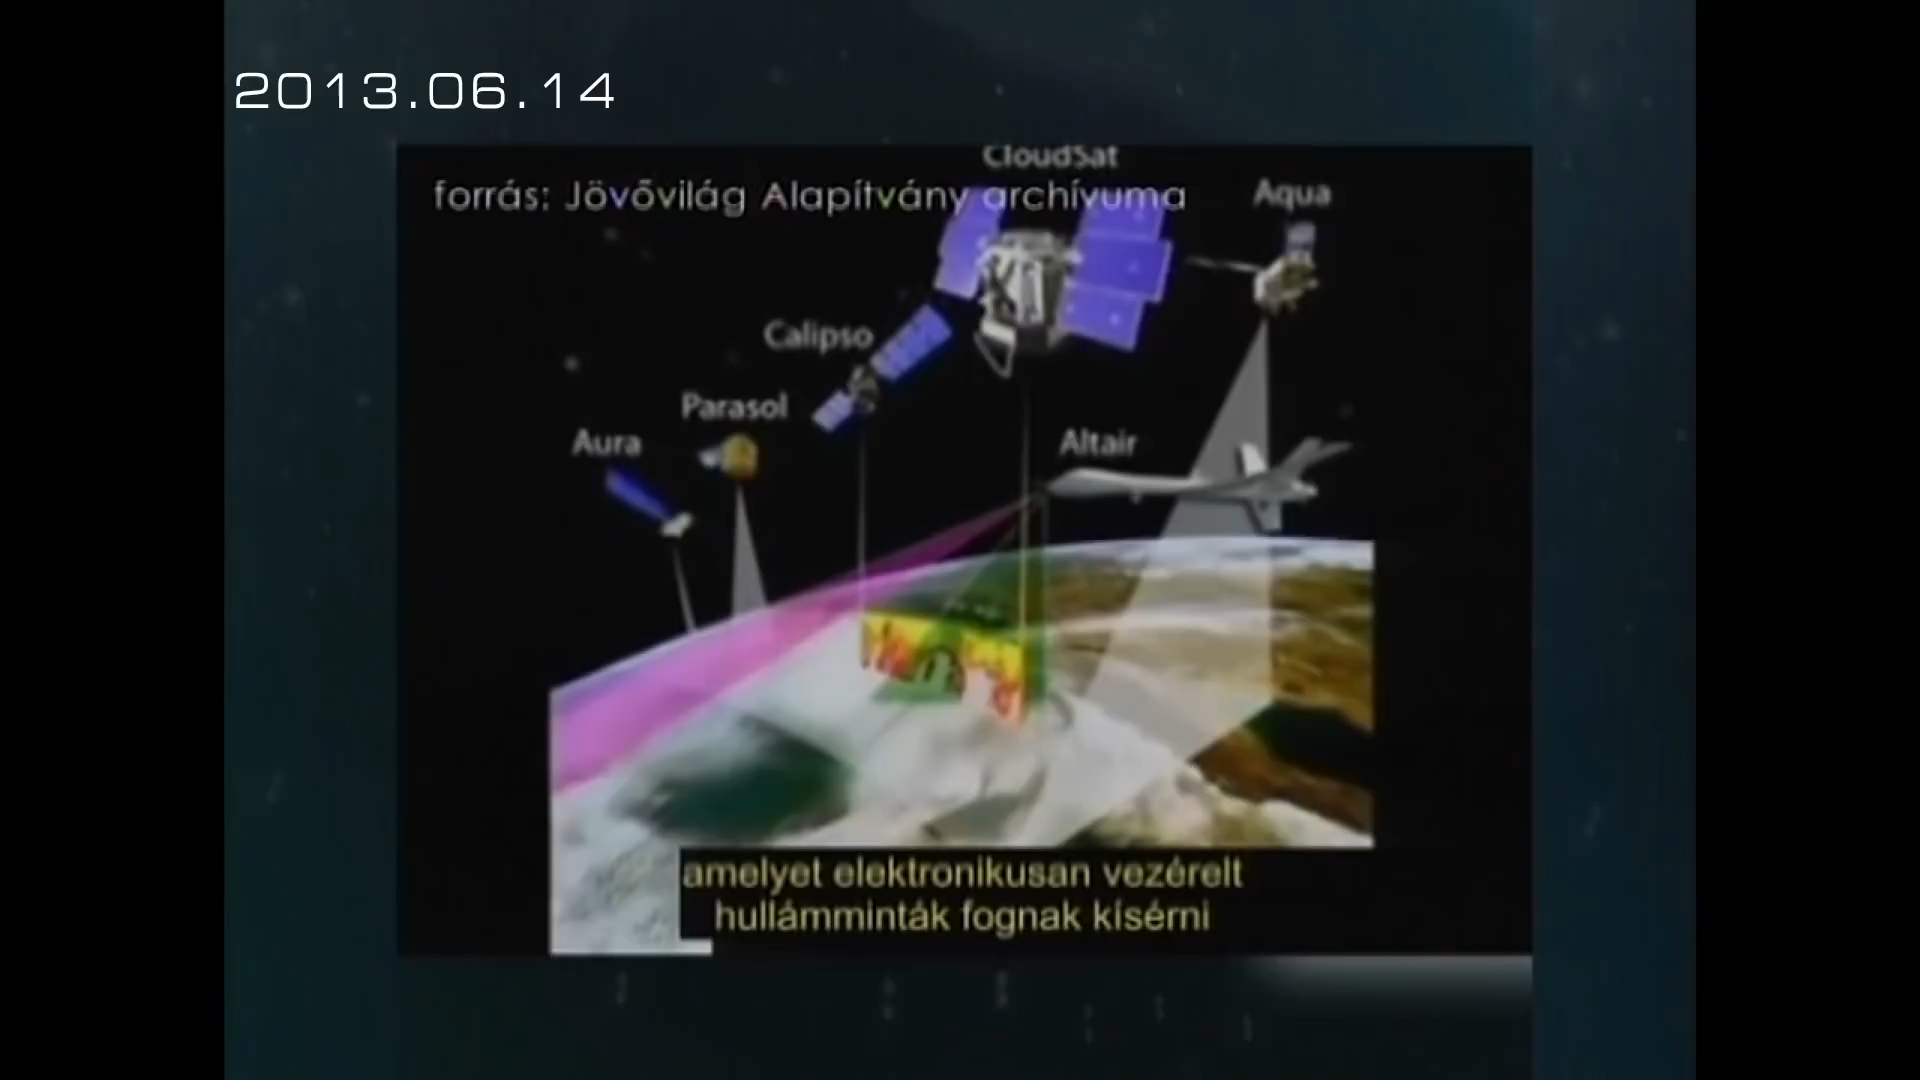 2013.06.14
CloudSat
forrás: Jövővilág Alapítvány archívuma
Aqua
Calipso
Parasol
Aura
Altair
amelyet elektronikusan vezérelt
hullámminták fognak kísérni